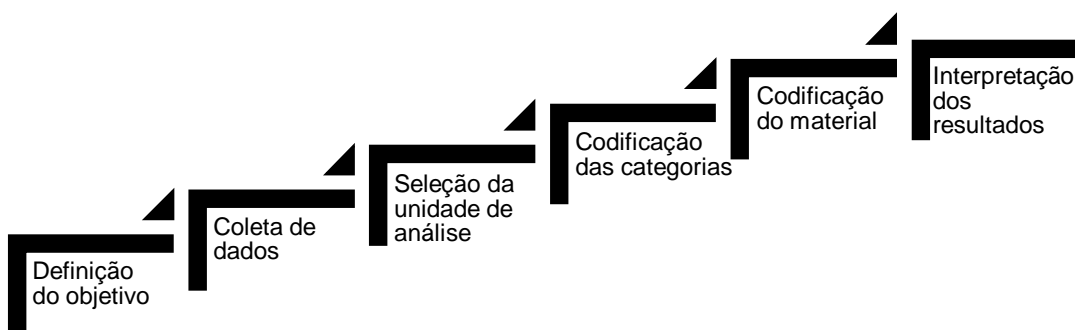 Definição
do objetivo
Coleta de
dados
Seleção da
unidade de
análise
Codificação
das categorias
Codificação
do material
Interpretação
dos
resultados